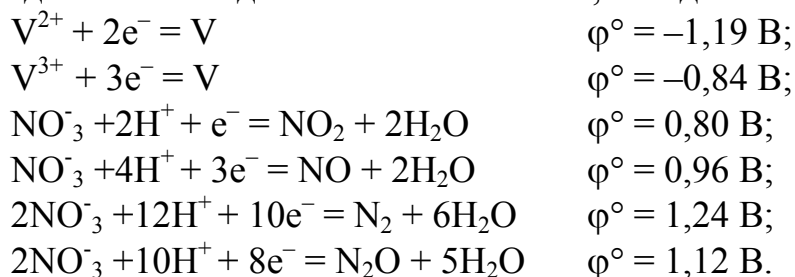 V²⁺ + 2e⁻ = V φ° = –1,19 В;
V³⁺ + 3e⁻ = V φ° = –0,84 В;
NO⁻₃ +2H⁺ + e⁻ = NO₂ + 2H₂O φ° = 0,80 В;
NO⁻₃ +4H⁺ + 3e⁻ = NO + 2H₂O φ° = 0,96 В;
2NO⁻₃ +12H⁺ + 10e⁻ = N₂ + 6H₂O φ° = 1,24 В;
2NO⁻₃ +10H⁺ + 8e⁻ = N₂O + 5H₂O φ° = 1,12 В.